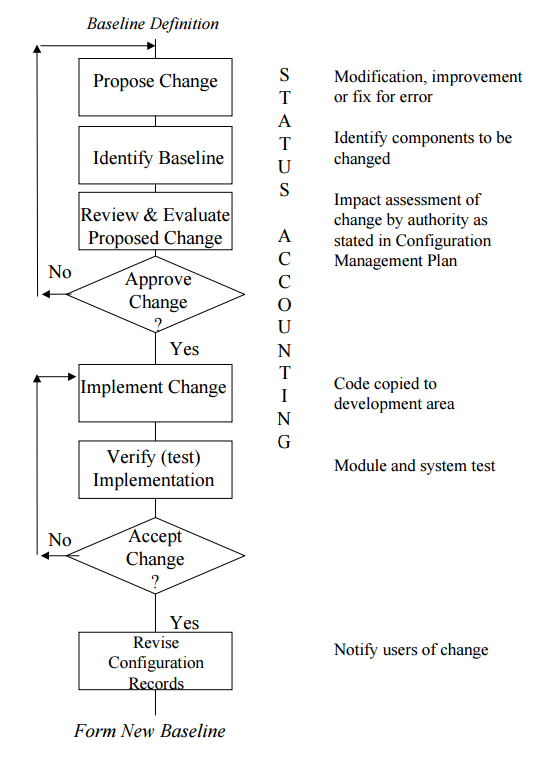 Baseline Definition
Propose Change
Modification, improvement
or fix for error
Identify Baseline
Identify components to be
changed
Review & Evaluate
Proposed Change
Impact assessment of
change by authority as
stated in Configuration
Management Plan
No
Approve
Change
?
Yes
Implement Change
Code copied to
development area
Verify (test)
Implementation
Module and system test
No
Accept
Change
?
Yes
Revise
Configuration
Records
Notify users of change
Form New Baseline
S
T
A
T
U
S
A
C
C
O
U
N
T
I
N
G